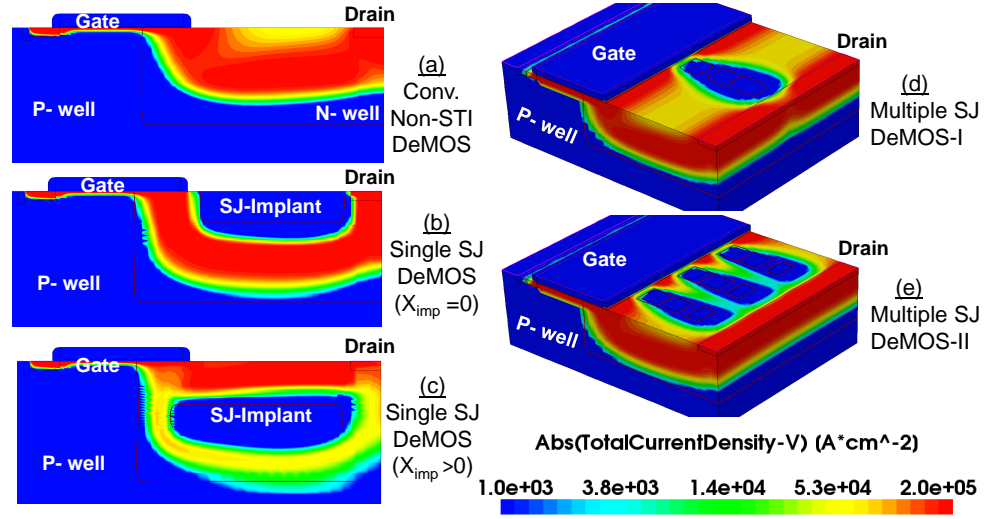 Gate
Drain
P- well
N- well
(a)
Conv.
Non-STI
DeMOS
Gate
Drain
SJ-Implant
P- well
(b)
Single SJ
DeMOS
(X_imp =0)
Gate
Drain
SJ-Implant
P- well
(c)
Single SJ
DeMOS
(X_imp >0)
Gate
Drain
P- well
(d)
Multiple SJ
DeMOS-I
Gate
Drain
P- well
(e)
Multiple SJ
DeMOS-II
Abs(TotalCurrentDensity-V) [A*cm^-2]
1.0e+03 3.8e+03 1.4e+04 5.3e+04 2.0e+05